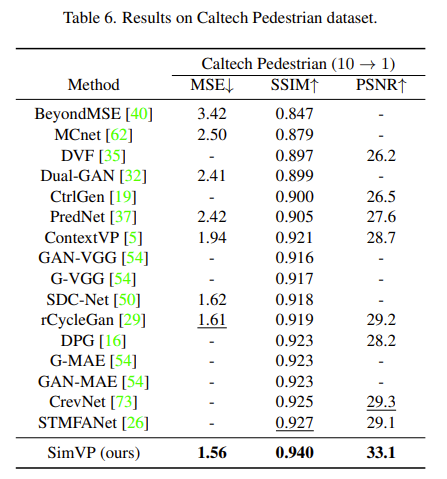 Table 6. Results on Caltech Pedestrian dataset.
Caltech Pedestrian (10 → 1)
Method MSE↓ SSIM↑ PSNR↑
BeyondMSE [40] 3.42 0.847 -
MCnet [62] 2.50 0.879 -
DVF [35] - 0.897 26.2
Dual-GAN [32] 2.41 0.899 -
CtrlGen [19] - 0.900 26.5
PredNet [37] 2.42 0.905 27.6
ContextVP [5] 1.94 0.921 28.7
GAN-VGG [54] - 0.916 -
G-VGG [54] - 0.917 -
SDC-Net [50] 1.62 0.918 -
rCycleGan [29] 1.61 0.919 29.2
DPG [16] - 0.923 28.2
G-MAE [54] - 0.923 -
GAN-MAE [54] - 0.923 -
CrevNet [73] - 0.925 29.3
STMFANet [26] - 0.927 29.1
SimVP (ours) 1.56 0.940 33.1